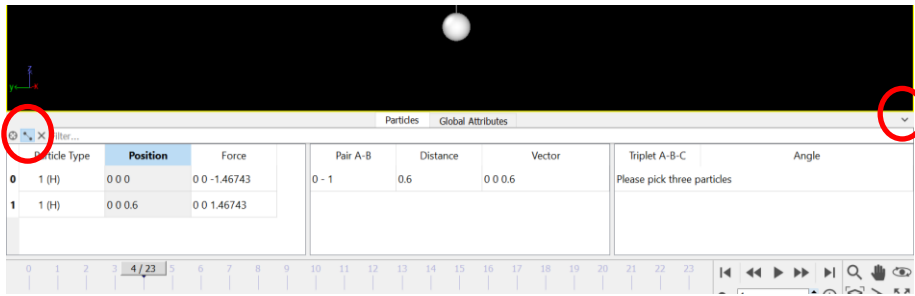 z
y x
Particles Global Attributes
Filter...
Particle Type Position Force Pair A-B Distance Vector Triplet A-B-C Angle
0 1 (H) 0 0 0 0 0 -1.46743 0 - 1 0.6 0 0 0.6 Please pick three particles
1 1 (H) 0 0 0.6 0 0 1.46743
0 1 2 3 4 / 23 5 6 7 8 9 10 11 12 13 14 15 16 17 18 19 20 21 22 23